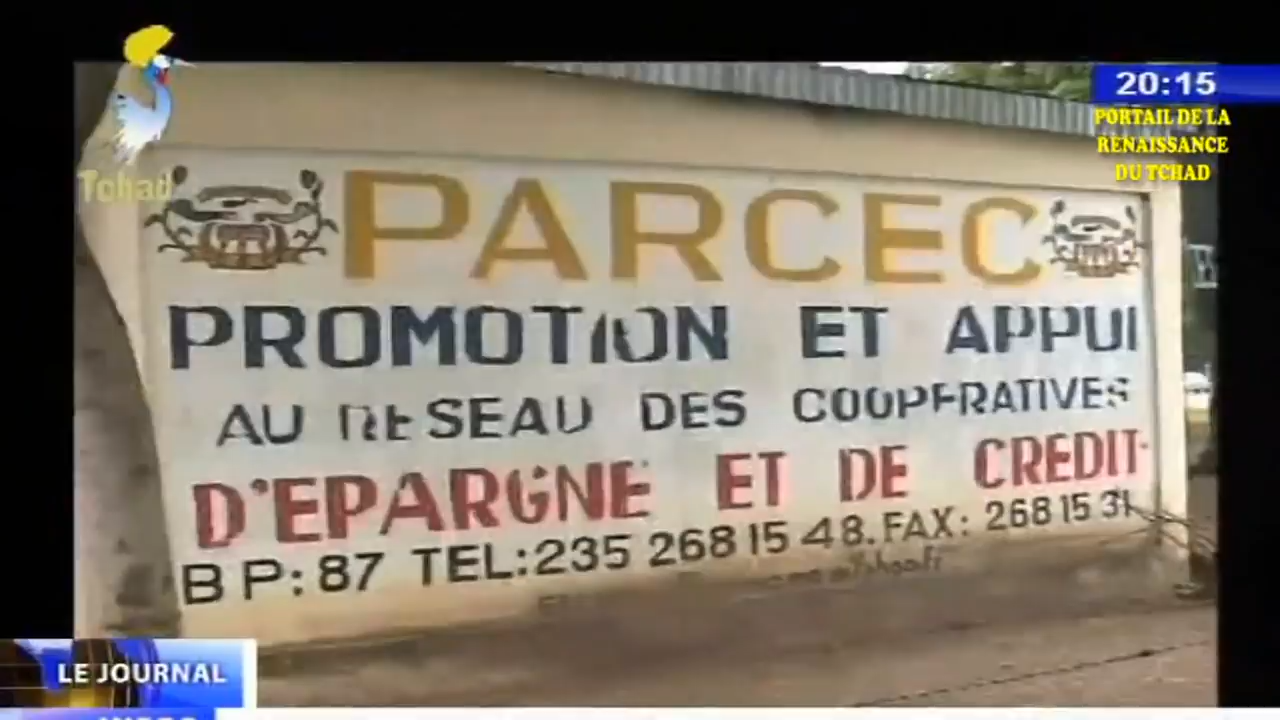 Tchad
20:15
PORTAIL DE LA
RENAISSANCE
DU TCHAD
PARCEC
PROMOTION ET APPUI
AU RESEAU DES COOPERATIVES
D'EPARGNE ET DE CREDIT
B P: 87 TEL: 235 268 15 48. FAX: 268 15 31
LE JOURNAL